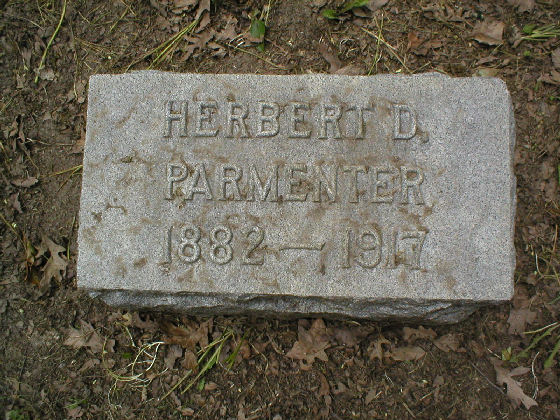 HERBERT D.
PARMENTER
1882 — 1917